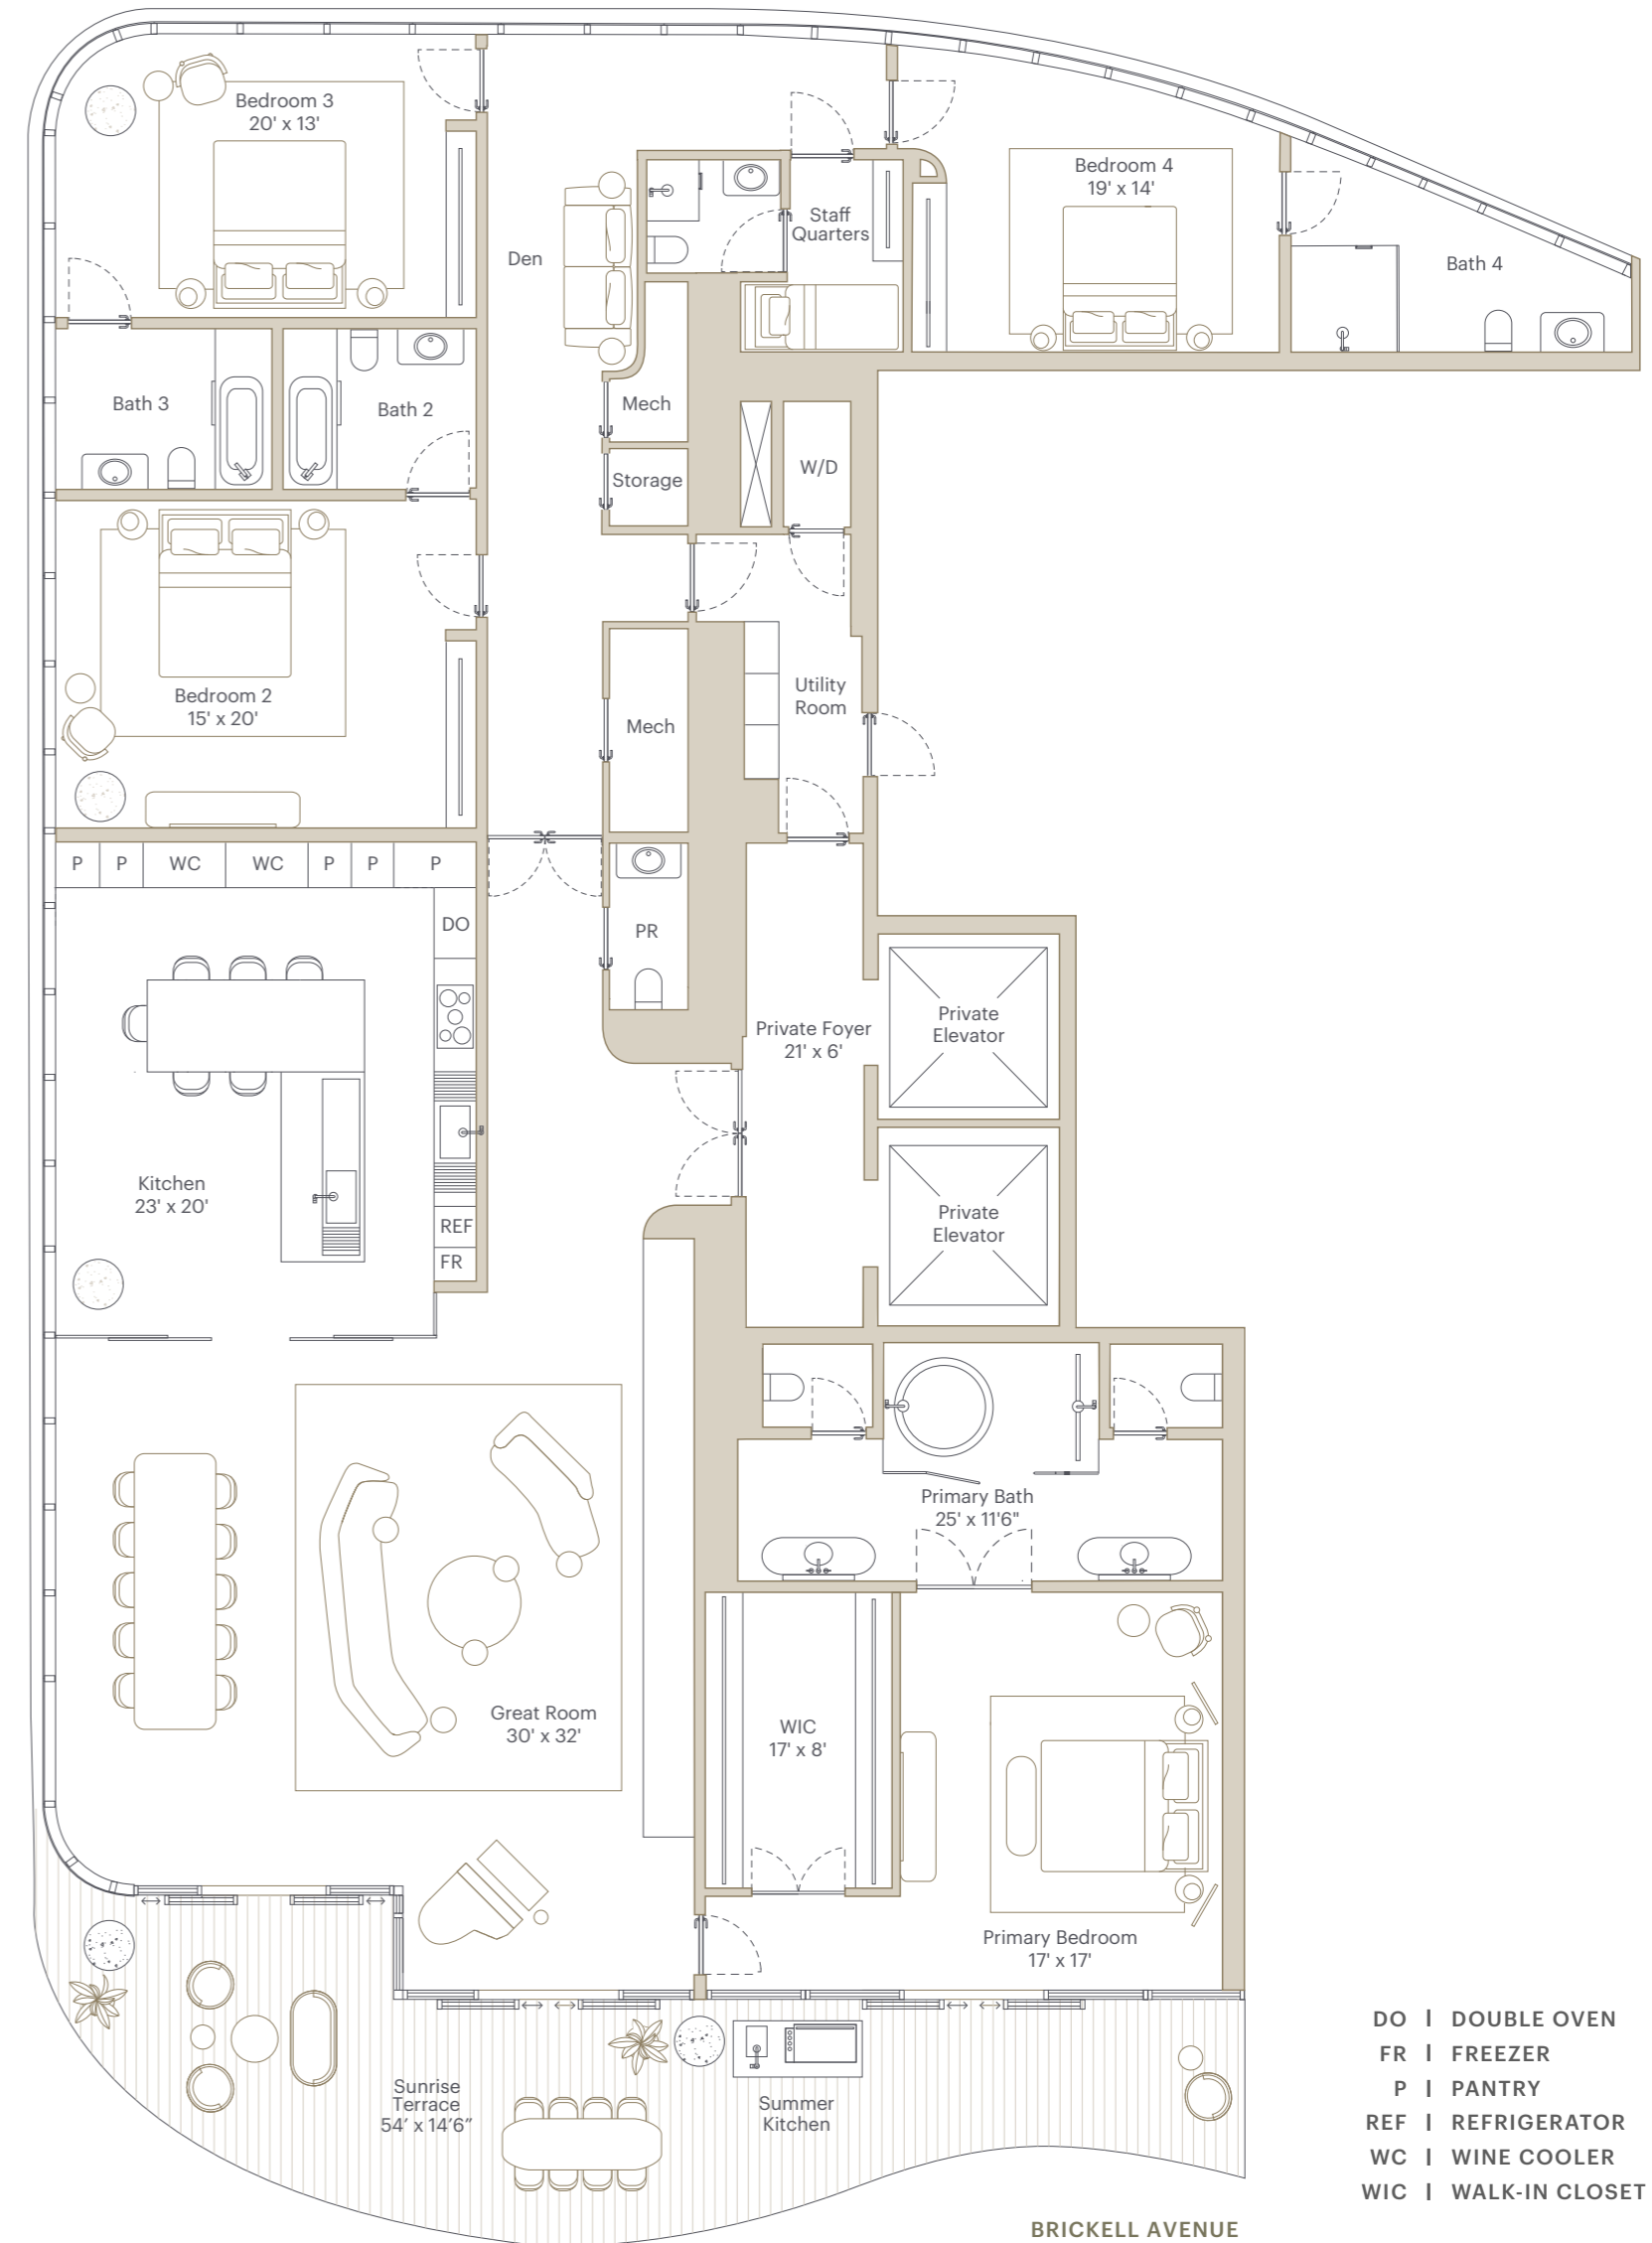 Bedroom 3
20' x 13'
Bedroom 4
19' x 14'
Staff
Quarters
Den
Bath 4
Bath 3
Bath 2
Mech
W/D
Storage
Bedroom 2
15' x 20'
Utility
Room
Mech
P
P
WC
WC
P
P
P
DO
PR
Private Foyer
21' x 6'
Private
Elevator
Kitchen
23' x 20'
REF
FR
Private
Elevator
Primary Bath
25' x 11'6"
Great Room
30' x 32'
WIC
17' x 8'
Primary Bedroom
17' x 17'
Sunrise
Terrace
54' x 14'6"
Summer
Kitchen
DO | DOUBLE OVEN
FR | FREEZER
P | PANTRY
REF | REFRIGERATOR
WC | WINE COOLER
WIC | WALK-IN CLOSET
BRICKELL AVENUE